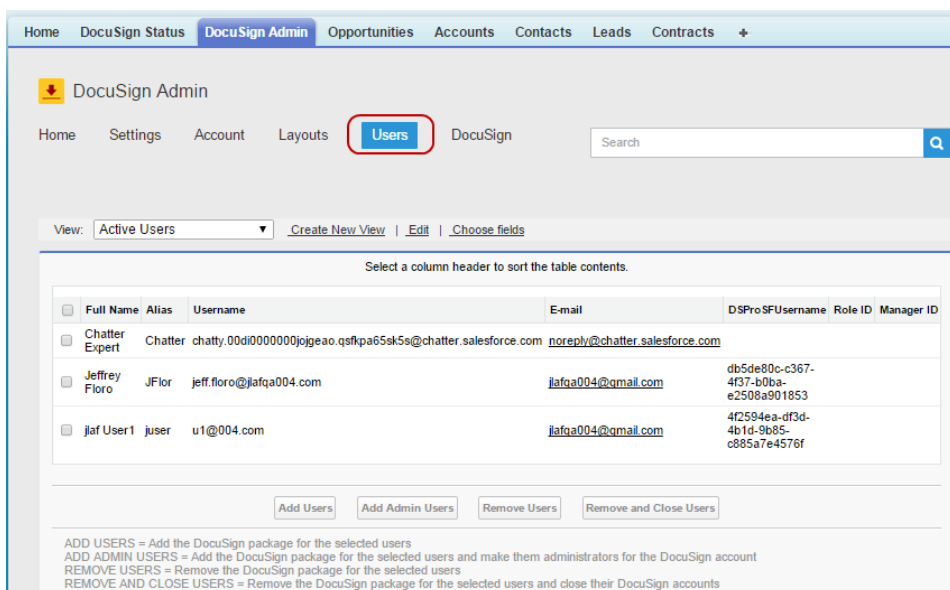 Home DocuSign Status DocuSign Admin Opportunities Accounts Contacts Leads Contracts +
DocuSign Admin
Home Settings Account Layouts Users DocuSign
Search
View: Active Users Create New View | Edit | Choose fields
Select a column header to sort the table contents.
Full Name Alias Username E-mail DSProSFUsername Role ID Manager ID
Chatter Expert Chatter chatty.00di0000000jojgeao.qsfkpa65sk5s@chatter.salesforce.com noreply@chatter.salesforce.com
Jeffrey Floro JFlor jeff.floro@jlafqa004.com jlafqa004@gmail.com db5de80c-c367-4f37-b0ba-e2508a901853
jlaf User1 juser u1@004.com jlafqa004@gmail.com 4f2594ea-df3d-4b1d-9b85-c885a7e4576f
Add Users Add Admin Users Remove Users Remove and Close Users
ADD USERS = Add the DocuSign package for the selected users
ADD ADMIN USERS = Add the DocuSign package for the selected users and make them administrators for the DocuSign account
REMOVE USERS = Remove the DocuSign package for the selected users
REMOVE AND CLOSE USERS = Remove the DocuSign package for the selected users and close their DocuSign accounts